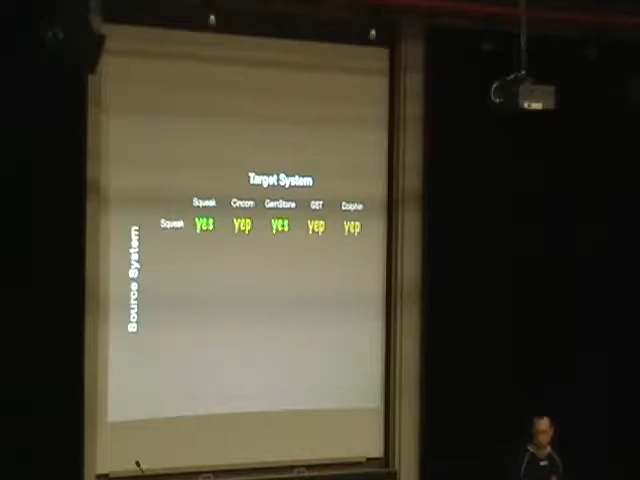 Target System
Squeak Cincom GemStone GST Dolphin
Squeak yes yep yes yep yep
Source System